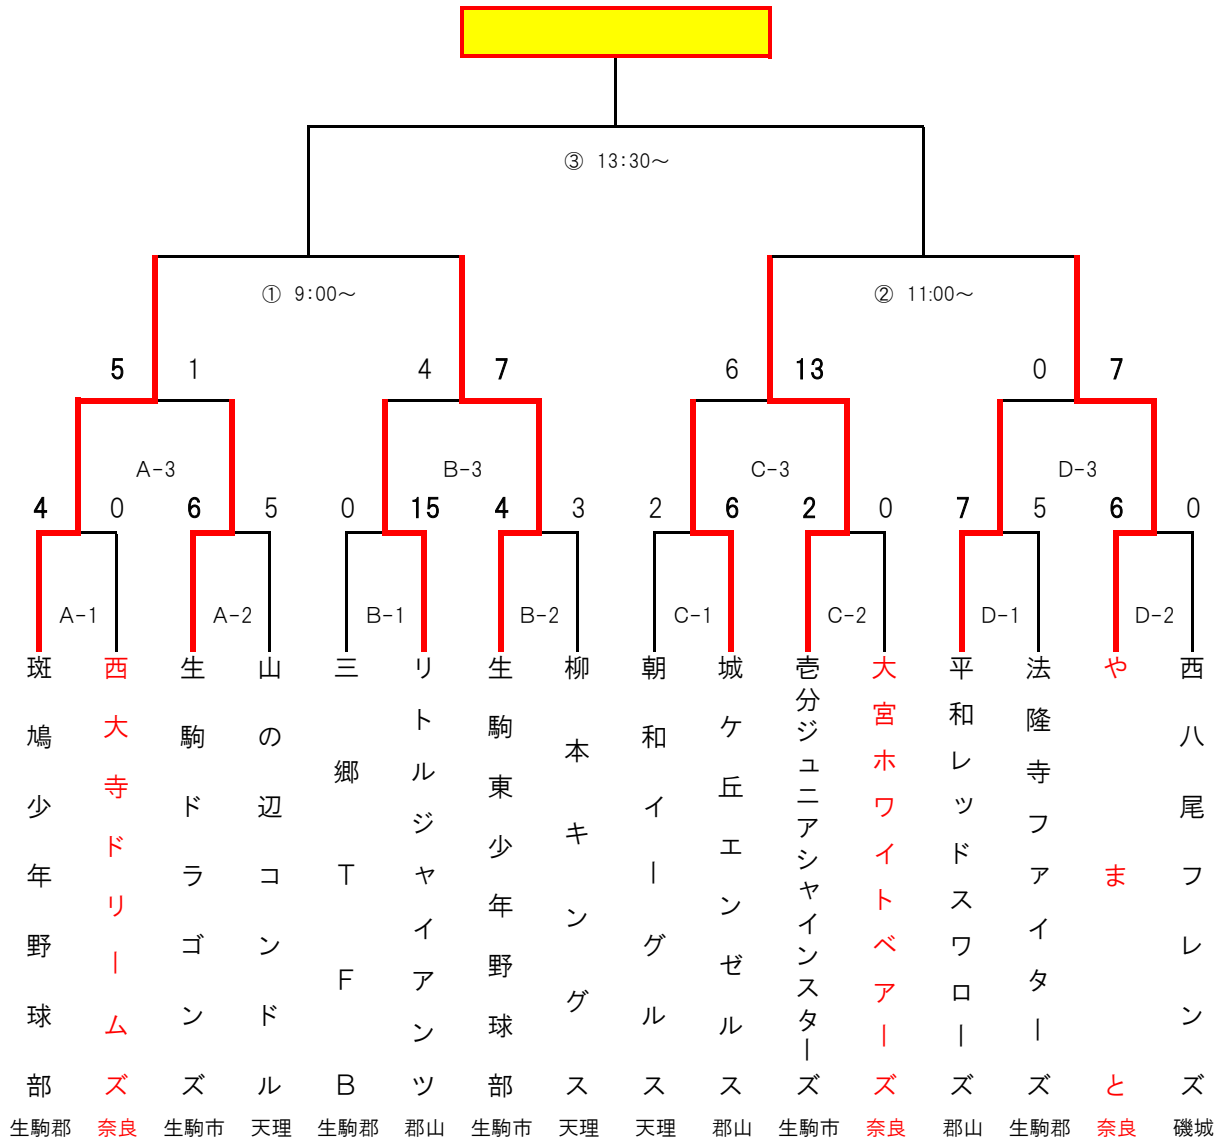 ③ 13:30～
① 9:00～
② 11:00～
5 1 4 7 6 13 0 7
A-3 B-3 C-3 D-3
4 0 6 5 0 15 4 3 2 6 2 0 7 5 6 0
A-1 A-2 B-1 B-2 C-1 C-2 D-1 D-2
斑鳩少年野球部
西大寺ドリームズ
生駒ドラゴンズ
山の辺コンドル
三郷TFB
リトルジャイアンツ
生駒東少年野球部
柳本キングス
朝和イーグルス
城ケ丘エンゼルス
壱分ジュニアシャインスターズ
大宮ホワイトベアーズ
平和レッドスワローズ
法隆寺ファイターズ
やまと
西八尾フレンズ
生駒郡 奈良 生駒市 天理 生駒郡 郡山 生駒市 天理 天理 郡山 生駒市 奈良 郡山 生駒郡 奈良 磯城